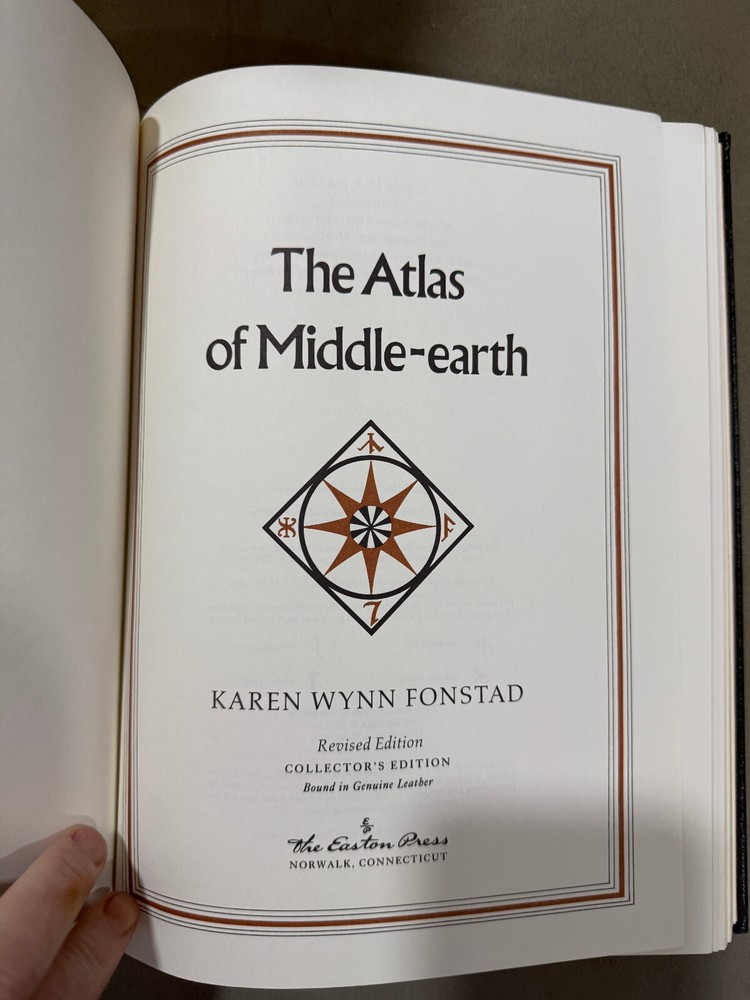 The Atlas
of Middle-earth
KAREN WYNN FONSTAD
Revised Edition
COLLECTOR'S EDITION
Bound in Genuine Leather
E
P
The Easton Press
NORWALK, CONNECTICUT